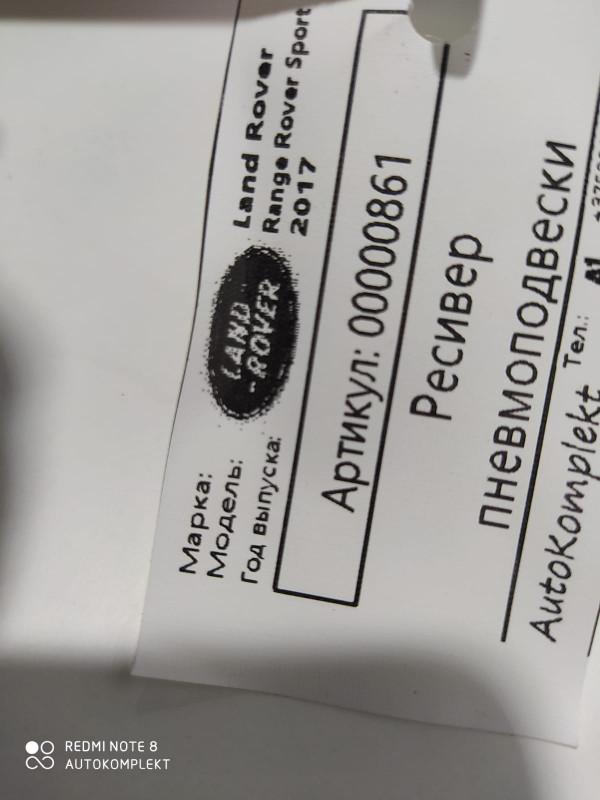 Марка: Land Rover
Модель: Range Rover Sport
Год выпуска: 2017
LAND
-ROVER
Артикул: 00000861
Ресивер
пневмоподвески
AutoKomplekt Тел.: A1
REDMI NOTE 8
AUTOKOMPLEKT